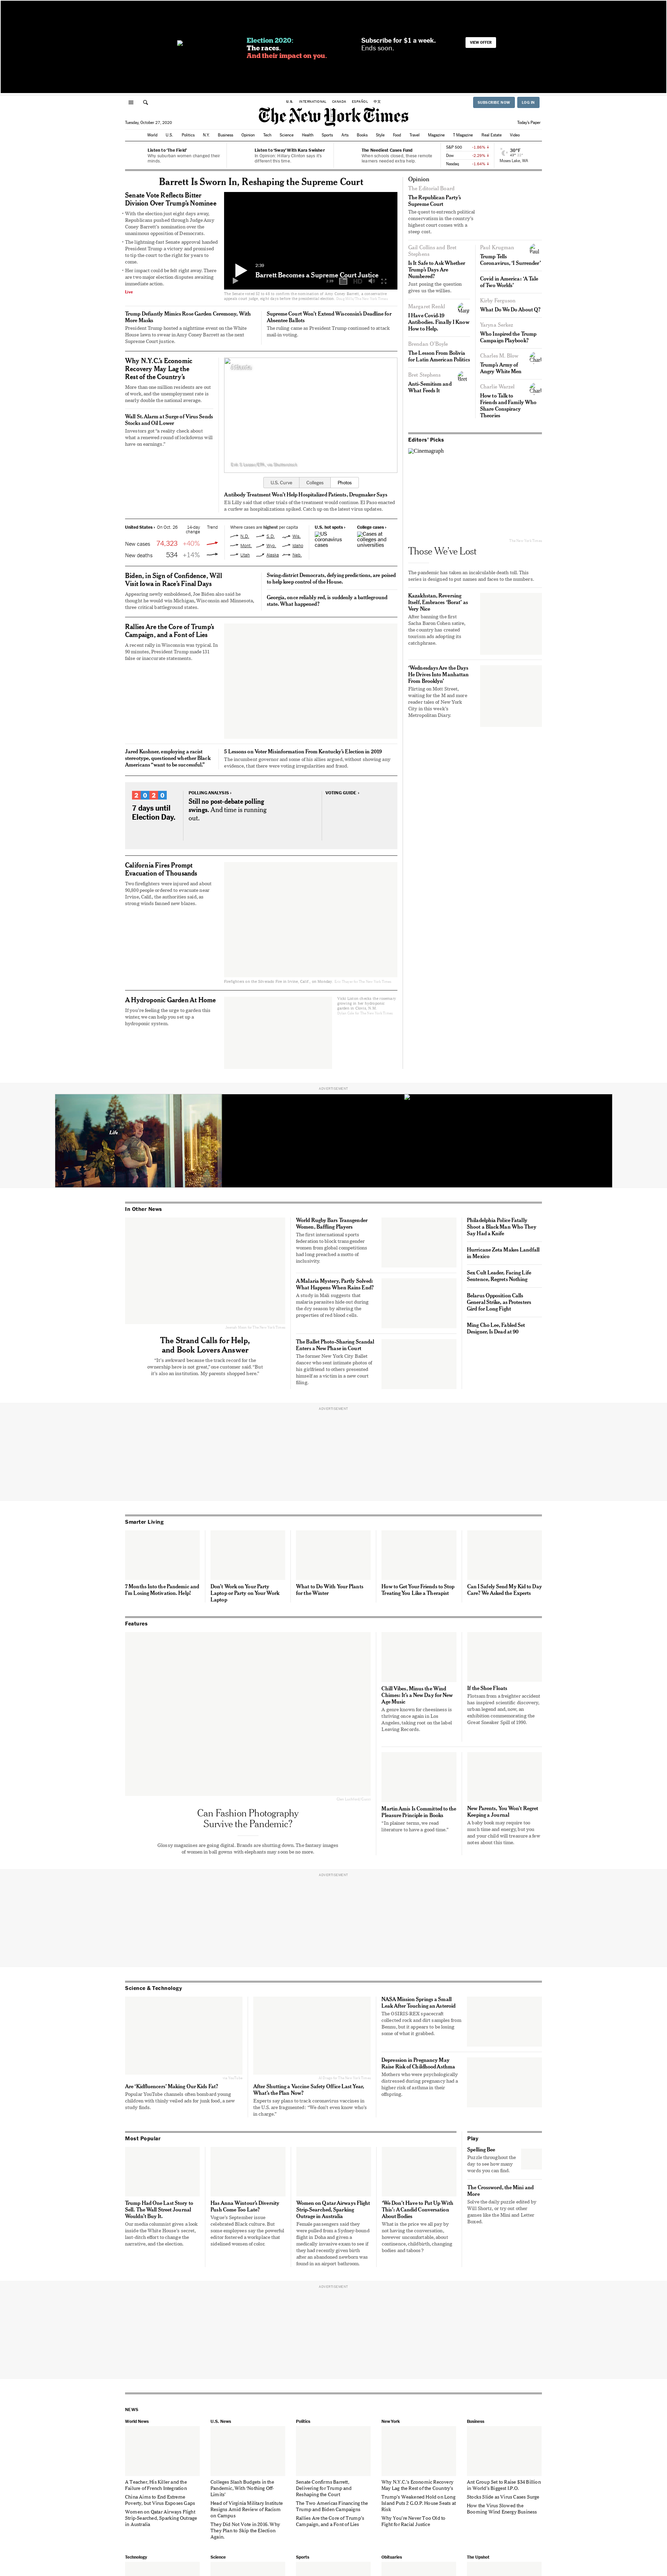 Election 2020:
The races.
And their impact on you.
Subscribe for $1 a week.
Ends soon.
VIEW OFFER
U.S. INTERNATIONAL CANADA ESPAÑOL 中文
SUBSCRIBE NOW LOG IN
The New York Times
Tuesday, October 27, 2020
Today's Paper
World U.S. Politics N.Y. Business Opinion Tech Science Health Sports Arts Books Style Food Travel Magazine T Magazine Real Estate Video
Listen to 'The Field'
Why suburban women changed their minds.
Listen to 'Sway' With Kara Swisher
In Opinion: Hillary Clinton says it's different this time.
The Neediest Cases Fund
When schools closed, these remote learners needed extra help.
S&P 500 -1.86%
Dow -2.29%
Nasdaq -1.64%
Barrett Is Sworn In, Reshaping the Supreme Court
Senate Vote Reflects Bitter
Division Over Trump's Nominee
With the election just eight days away,
Republicans pushed through Judge Amy
Coney Barrett's nomination over the
unanimous opposition of Democrats.
The lightning-fast Senate approval handed
President Trump a victory and promised
to tip the court to the right for years to
come.
Her impact could be felt right away. There
are two major election disputes awaiting
immediate action.
Live
2:39
Barrett Becomes a Supreme Court Justice
Trump Defiantly Mimics Rose Garden Ceremony, With
More Masks
President Trump hosted a nighttime event on the White
House lawn to swear in Amy Coney Barrett as the next
Supreme Court justice.
Supreme Court Won't Extend Wisconsin's Deadline for
Absentee Ballots
The ruling came as President Trump continued to attack
mail-in voting.
Why N.Y.C.'s Economic
Recovery May Lag the
Rest of the Country's
More than one million residents are out
of work, and the unemployment rate is
nearly double the national average.
Wall St. Alarm at Surge of Virus Sends
Stocks and Oil Lower
Investors got "a reality check about
what a renewed round of lockdown will
have on earnings."
U.S. Curve Colleges Photos
Antibody Treatment Won't Help Hospitalized Patients, Drugmaker Says
Eli Lilly said that other trials of the treatment would continue. El Paso enacted
a curfew as hospitalizations spiked. Catch up on the latest virus updates.
United States › On Oct. 26 14-day change Trend
New cases 74,323 +40%
New deaths 534 +14%
Where cases are highest per capita
N.D. S.D. Wis.
Mont. Wyo. Idaho
Utah Alaska Neb.
U.S. hot spots ›
US coronavirus cases
College cases ›
Cases at colleges and universities
Biden, in Sign of Confidence, Will
Visit Iowa in Race's Final Days
Appearing newly emboldened, Joe Biden also said he
thought he would win Michigan, Wisconsin and Minnesota,
three critical battleground states.
Swing-district Democrats, defying predictions, are poised
to help keep control of the House.
Georgia, once reliably red, is suddenly a battleground
state. What happened?
Rallies Are the Core of Trump's
Campaign, and a Font of Lies
A recent rally in Wisconsin was typical. In
90 minutes, President Trump made 131
false or inaccurate statements.
Jared Kushner, employing a racist
stereotype, questioned whether Black
Americans "want to be successful."
5 Lessons on Voter Misinformation From Kentucky's Election in 2019
The incumbent governor and some of his allies argued, without showing any
evidence, that there were voting irregularities and fraud.
2020
7 days until
Election Day.
POLLING ANALYSIS ›
Still no post-debate polling
swings. And time is running
out.
VOTING GUIDE ›
California Fires Prompt
Evacuation of Thousands
Two firefighters were injured and about
90,800 people ordered to evacuate near
Irvine, Calif., the authorities said, as
strong winds fanned new blazes.
Firefighters on the Silverado fire in Irvine, Calif., on Monday.
A Hydroponic Garden At Home
If you're feeling the urge to garden this
winter, we can help you set up a
hydroponic system.
Opinion
The Editorial Board
The Republican Party's
Supreme Court
The quest to entrench political
conservatism in the country's
highest court comes with a
steep cost.
Gail Collins and Bret
Stephens
Is It Safe to Ask Whether
Trump's Days Are
Numbered?
Just posing the question
gives us the willies.
Margaret Renkl
I Have Covid-19
Antibodies. Finally I Know
How to Help.
Brendan O'Boyle
The Lesson From Bolivia
for Latin American Politics
Bret Stephens
Anti-Semitism and
What Feeds It
Paul Krugman
Trump Tells
Coronavirus, 'I Surrender'
Covid in America: 'A Tale
of Two Worlds'
Kirby Ferguson
What Do We Do About Q?
Yaryna Serkez
Who Inspired the Trump
Campaign Playbook?
Charles M. Blow
Trump's Army of
Angry White Men
Charlie Warzel
How to Talk to
Friends and Family Who
Share Conspiracy
Theories
Editors' Picks
Cinemagraph
Those We've Lost
The pandemic has taken an incalculable death toll. This
series is designed to put names and faces to the numbers.
Kazakhstan, Reversing
Itself, Embraces 'Borat' as
Very Nice
After banning the first
Sacha Baron Cohen satire,
the country has created
tourism ads adopting its
catchphrase.
'Wednesdays Are the Days
He Drives Into Manhattan
From Brooklyn'
Flirting on Mott Street,
waiting for the M and more
reader tales of New York
City in this week's
Metropolitan Diary.
ADVERTISEMENT
Life
In Other News
The Strand Calls for Help,
and Book Lovers Answer
"It's awkward because the track record for the
ownership here is not great," one customer said. "But
it's also an institution. My parents shopped here."
World Rugby Bars Transgender
Women, Baffling Players
The first international sports
federation to block transgender
women from global competitions
had long preached a motto of
inclusivity.
A Malaria Mystery, Partly Solved:
What Happens When Rains End?
A study in Mali suggests that
malaria parasites hide out during
the dry season by altering the
properties of red blood cells.
The Ballet Photo-Sharing Scandal
Enters a New Phase in Court
The former New York City Ballet
dancer who sent intimate photos of
his girlfriend to others presented
himself as a victim in a new court
filing.
Philadelphia Police Fatally
Shoot a Black Man Who They
Say Had a Knife
Hurricane Zeta Makes Landfall
in Mexico
Sex Cult Leader, Facing Life
Sentence, Regrets Nothing
Belarus Opposition Calls
General Strike, as Protesters
Gird for Long Fight
Ming Cho Lee, Fabled Set
Designer, Is Dead at 90
ADVERTISEMENT
Smarter Living
7 Months Into the Pandemic and
I'm Losing Motivation. Help!
Don't Work on Your Party
Laptop or Party on Your Work
Laptop
What to Do With Your Plants
for the Winter
How to Get Your Friends to Stop
Treating You Like a Therapist
Can I Safely Send My Kid to Day
Care? We Asked the Experts
Features
Can Fashion Photography
Survive the Pandemic?
Glossy magazines are going digital. Brands are shutting down. The fantasy images
of women in ball gowns with elephants may soon be no more.
Chill Vibes, Minus the Wind
Chimes: It's a New Day for New
Age Music
A genre known for cheesiness is
thriving once again in Los
Angeles, taking root on the label
Leaving Records.
If the Shoe Floats
Flotsam from a freighter accident
has inspired scientific discovery,
urban legend and, now, an
exhibition commemorating the
Great Sneaker Spill of 1990.
Martin Amis Is Committed to the
Pleasure Principle in Books
"In plainer terms, we read
literature to have a good time."
New Parents, You Won't Regret
Keeping a Journal
A baby book may require too
much time and energy, but you
and your child will treasure a few
notes about this time.
ADVERTISEMENT
Science & Technology
Are 'Kidfluencers' Making Our Kids Fat?
Popular YouTube channels often bombard young
children with thinly veiled ads for junk food, a new
study finds.
After Shutting a Vaccine Safety Office Last Year,
What's the Plan Now?
Experts say plans to track coronavirus vaccines in
the U.S. are fragmented: "We don't even know who's
in charge."
NASA Mission Springs a Small
Leak After Touching an Asteroid
The OSIRIS-REX spacecraft
collected rock and dirt samples from
Bennu, but it appears to be losing
some of what it grabbed.
Depression in Pregnancy May
Raise Risk of Childhood Asthma
Mothers who were psychologically
distressed during pregnancy had a
higher risk of asthma in their
offspring.
Most Popular
Trump Had One Last Story to
Sell. The Wall Street Journal
Wouldn't Buy It.
Our media columnist gives a look
inside the White House's secret,
last-ditch effort to change the
narrative, and the election.
Has Anna Wintour's Diversity
Push Come Too Late?
Vogue's September issue
celebrated Black culture. But
some employees say the powerful
editor fostered a workplace that
sidelined women of color.
Women on Qatar Airways Flight
Strip-Searched, Sparking
Outrage in Australia
Female passengers said they
were pulled from a Sydney-bound
flight in Doha and given a
medically invasive exam to see if
they had recently given birth
after an abandoned newborn was
found in an airport bathroom.
'We Don't Have to Put Up With
This': A Candid Conversation
About Bodies
What is the price we all pay by
not having the conversable,
however uncomfortable, about
menopause, childbirth, changing
bodies and taboos?
Play
Spelling Bee
Puzzle throughout the
day to see how many
words you can find.
The Crossword, the Mini and
More
Solve the daily puzzle edited by
Will Shortz, or try out other
games like the Mini and Letter
Boxed.
ADVERTISEMENT
NEWS
World News
A Teacher, His Killer and the
Failure of French Integration
China Aims to End Extreme
Poverty, but Virus Exposes Gaps
Women on Qatar Airways Flight
Strip-Searched, Sparking Outrage
in Australia
U.S. News
Colleges Slash Budgets in the
Pandemic, With 'Nothing Off-
Limits'
Head of Virginia Military Institute
Resigns Amid Review of Racism
on Campus
They Did Not Vote in 2016. Why
They Plan to Skip the Election
Again.
Politics
Senate Confirms Barrett,
Delivering for Trump and
Reshaping the Court
The Two Americas Financing the
Trump and Biden Campaigns
Rallies Are the Core of Trump's
Campaign, and a Font of Lies
New York
Why N.Y.C.'s Economic Recovery
May Lag the Rest of the Country's
Trump's Weakened Hold on Long
Island Puts 2 G.O.P. House Seats at
Risk
Why You're Never Too Old to
Fight for Racial Justice
Business
Ant Group Set to Raise $34 Billion
in World's Biggest I.P.O.
Stocks Slide as Virus Cases Surge
How the Virus Slowed the
Booming Wind Energy Business
Technology
Science
Sports
Obituaries
The Upshot